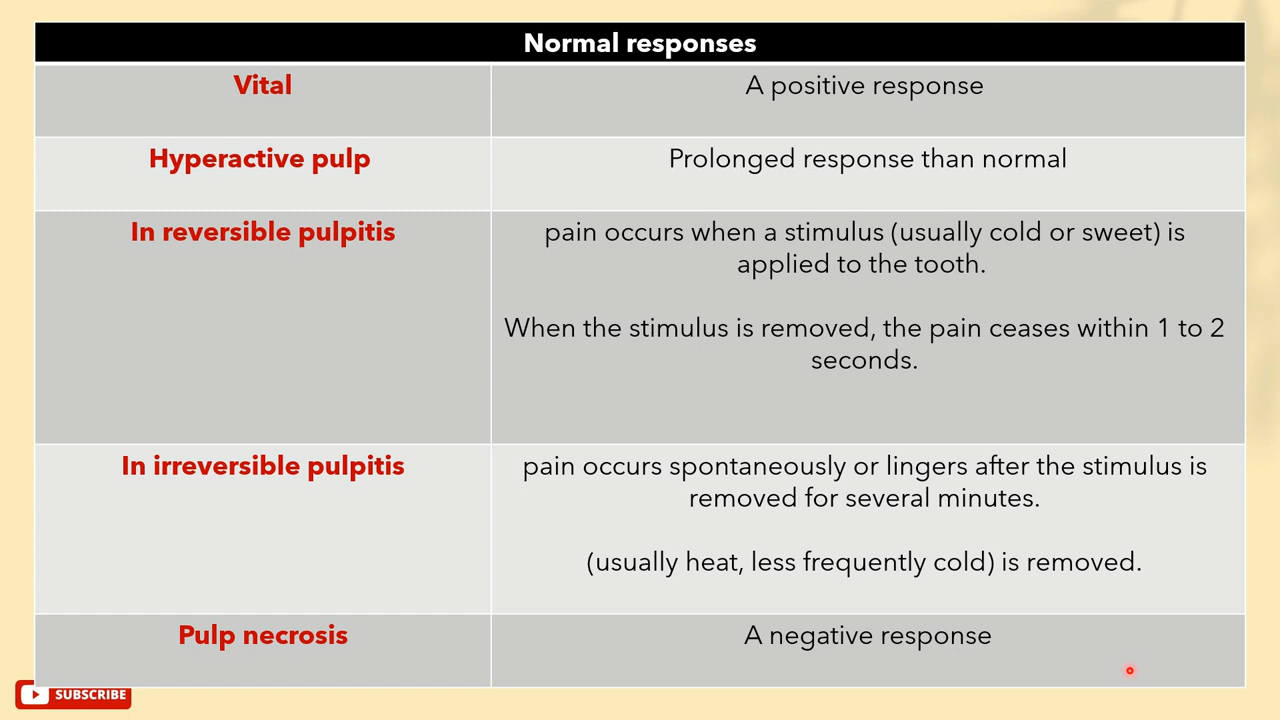 Normal responses
Vital
A positive response
Hyperactive pulp
Prolonged response than normal
In reversible pulpitis
pain occurs when a stimulus (usually cold or sweet) is
applied to the tooth.
When the stimulus is removed, the pain ceases within 1 to 2
seconds.
In irreversible pulpitis
pain occurs spontaneously or lingers after the stimulus is
removed for several minutes.
(usually heat, less frequently cold) is removed.
Pulp necrosis
A negative response
SUBSCRIBE